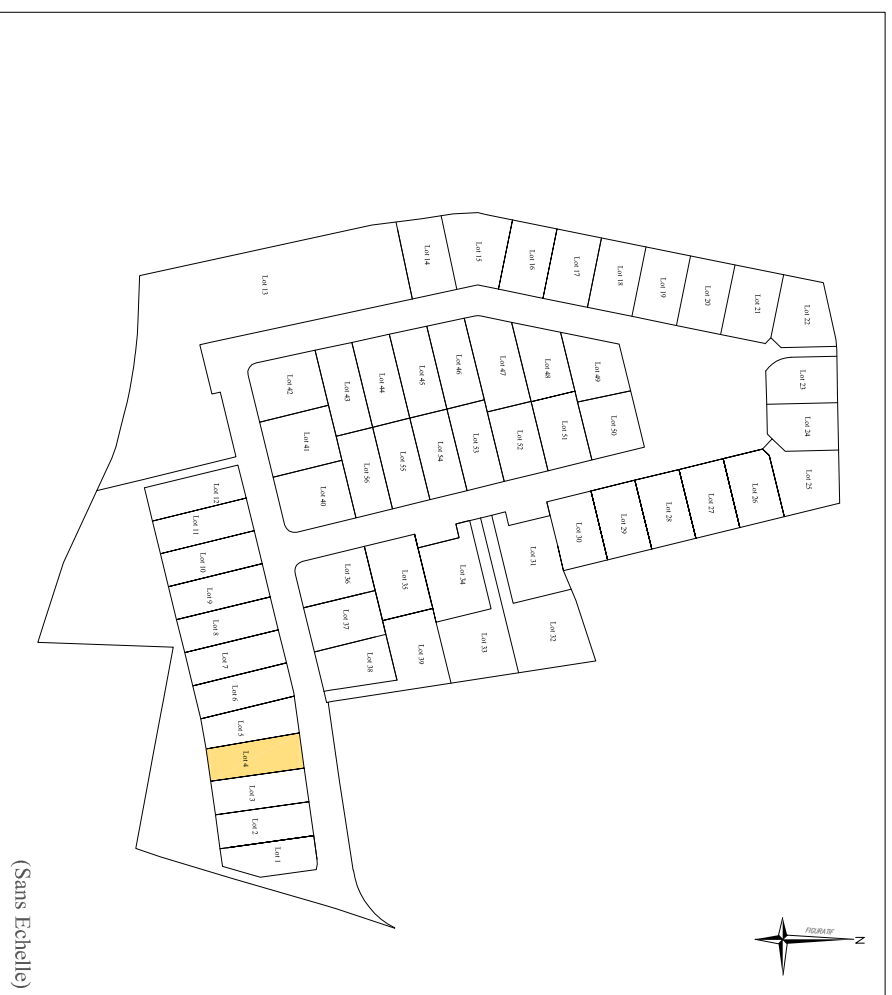 Lot 1
Lot 2
Lot 3
Lot 4
Lot 5
Lot 6
Lot 7
Lot 8
Lot 9
Lot 10
Lot 11
Lot 12
Lot 13
Lot 14
Lot 15
Lot 16
Lot 17
Lot 18
Lot 19
Lot 20
Lot 21
Lot 22
Lot 23
Lot 24
Lot 25
Lot 26
Lot 27
Lot 28
Lot 29
Lot 30
Lot 31
Lot 32
Lot 33
Lot 34
Lot 35
Lot 36
Lot 37
Lot 38
Lot 39
Lot 40
Lot 41
Lot 42
Lot 43
Lot 44
Lot 45
Lot 46
Lot 47
Lot 48
Lot 49
Lot 50
Lot 51
Lot 52
Lot 53
Lot 54
Lot 55
Lot 56
FIGURATIF
N
(Sans Echelle)